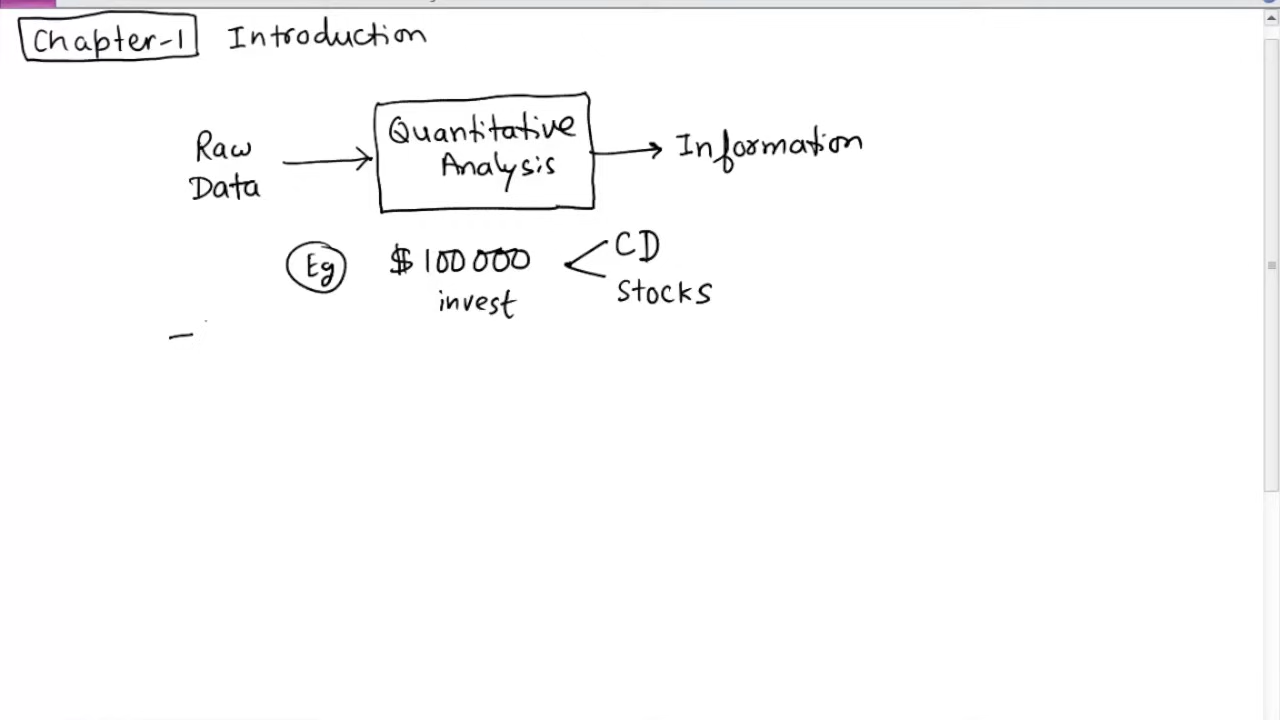 Chapter-1 Introduction
Raw Data
Quantitative Analysis
Information
Eg $100000 invest
CD
Stocks